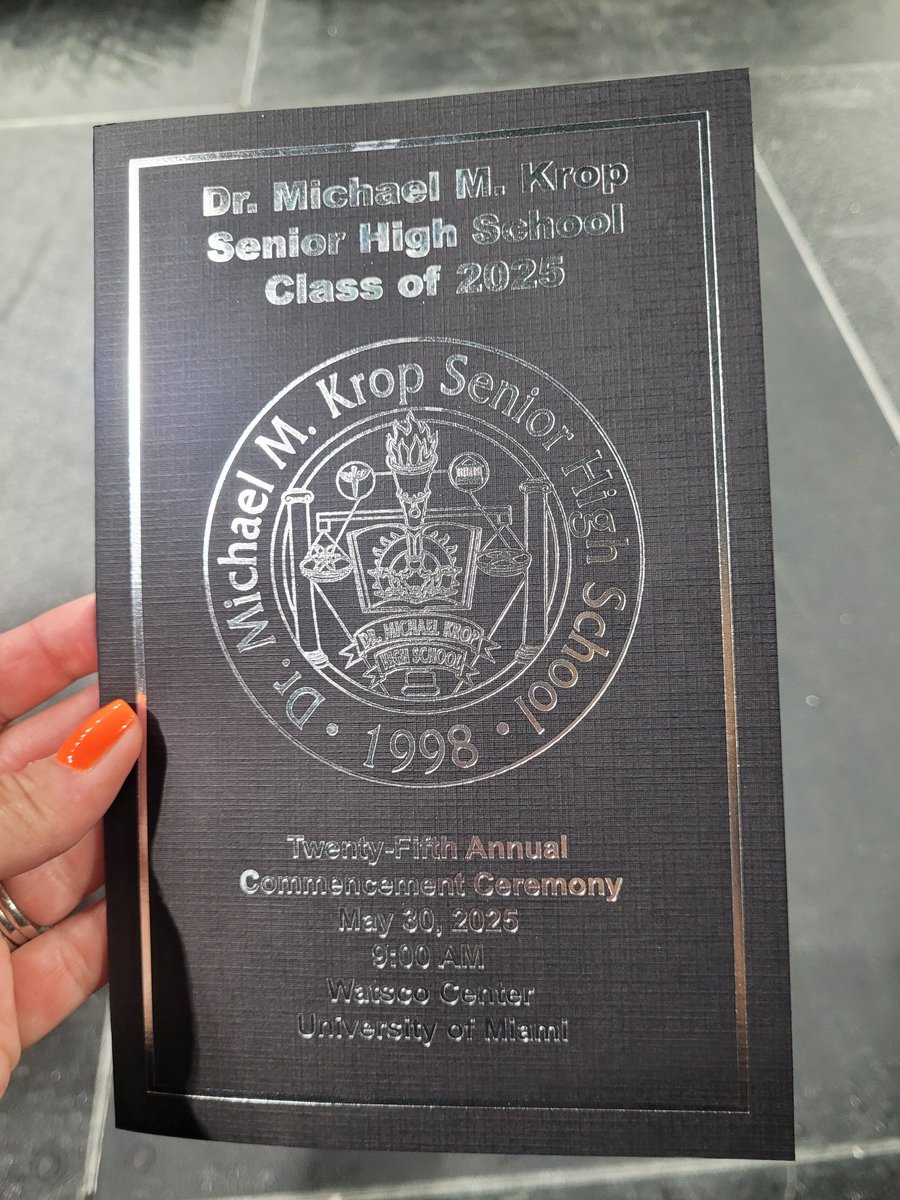 Dr. Michael M. Krop
Senior High School
Class of 2025
Dr. Michael M. Krop Senior High School
DR. MICHAEL KROP
HIGH SCHOOL
• 1998 •
Twenty-Fifth Annual
Commencement Ceremony
May 30, 2025
9:00 AM
Watsco Center
University of Miami